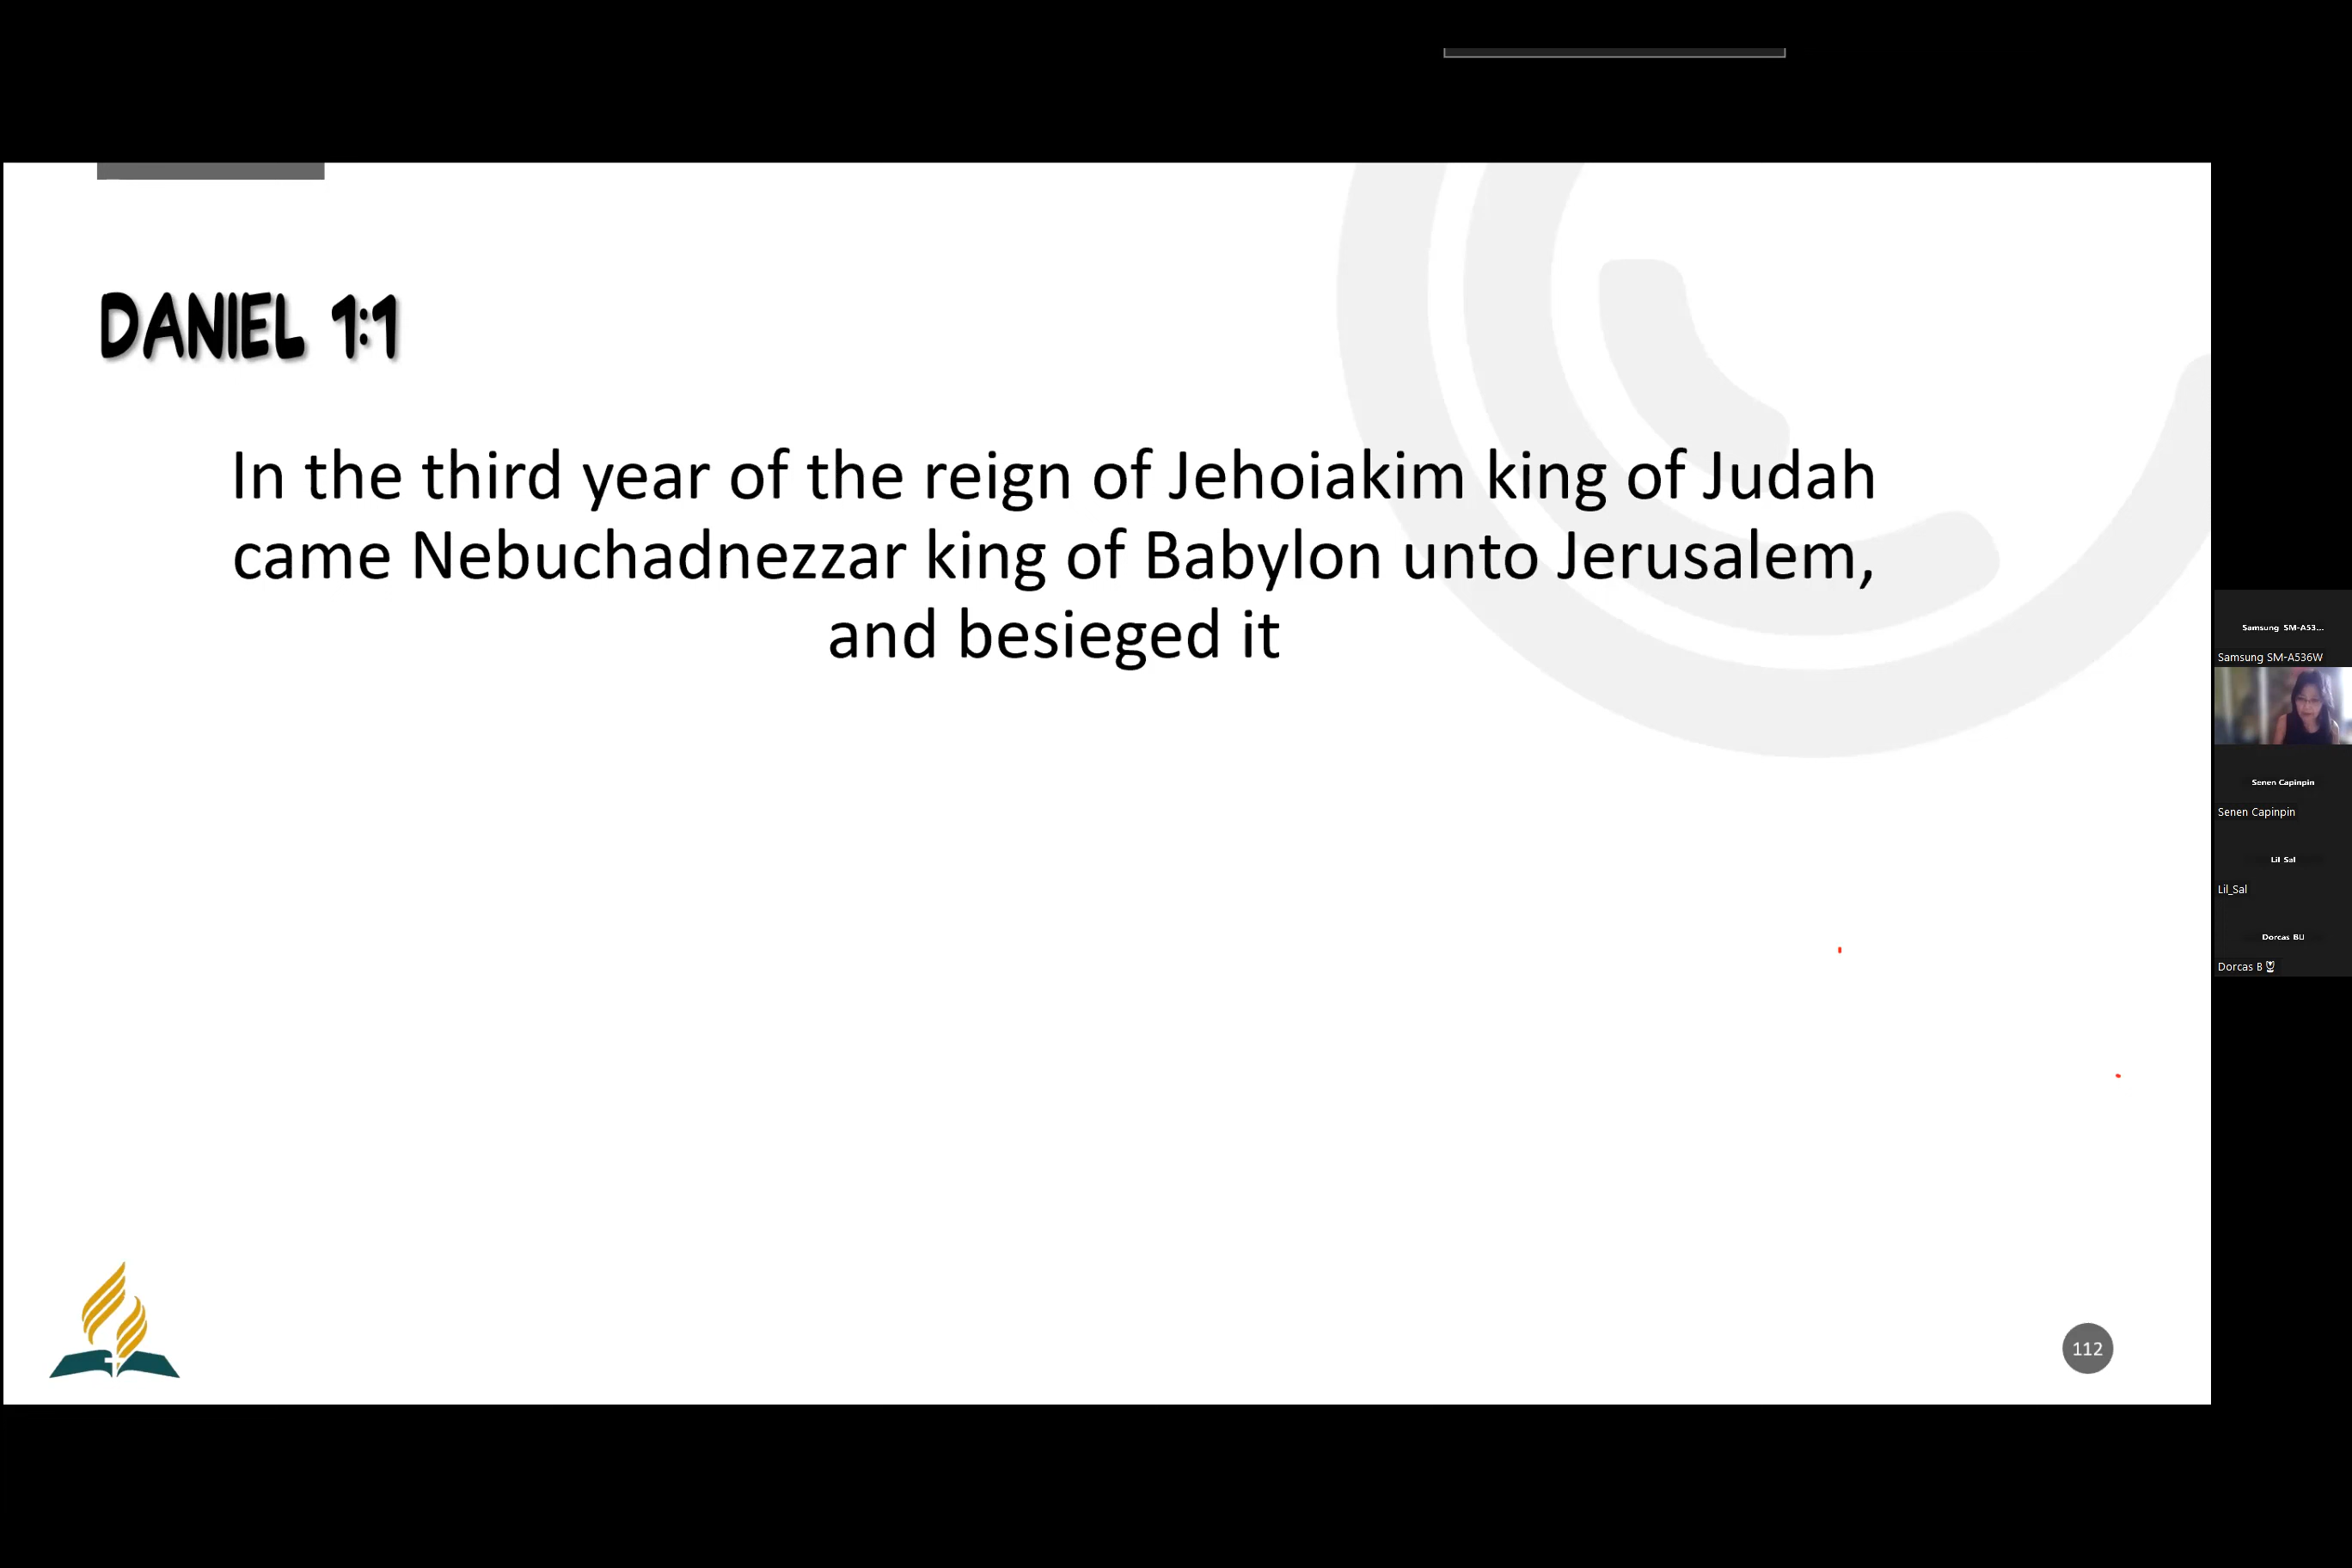 DANIEL 1:1
In the third year of the reign of Jehoiakim king of Judah
came Nebuchadnezzar king of Babylon unto Jerusalem,
and besieged it
112
Samsung SM-A53...
Samsung SM-A536W
Senen Capinpin
Senen Capinpin
Lil Sal
Lil_Sal
Dorcas BU
Dorcas B